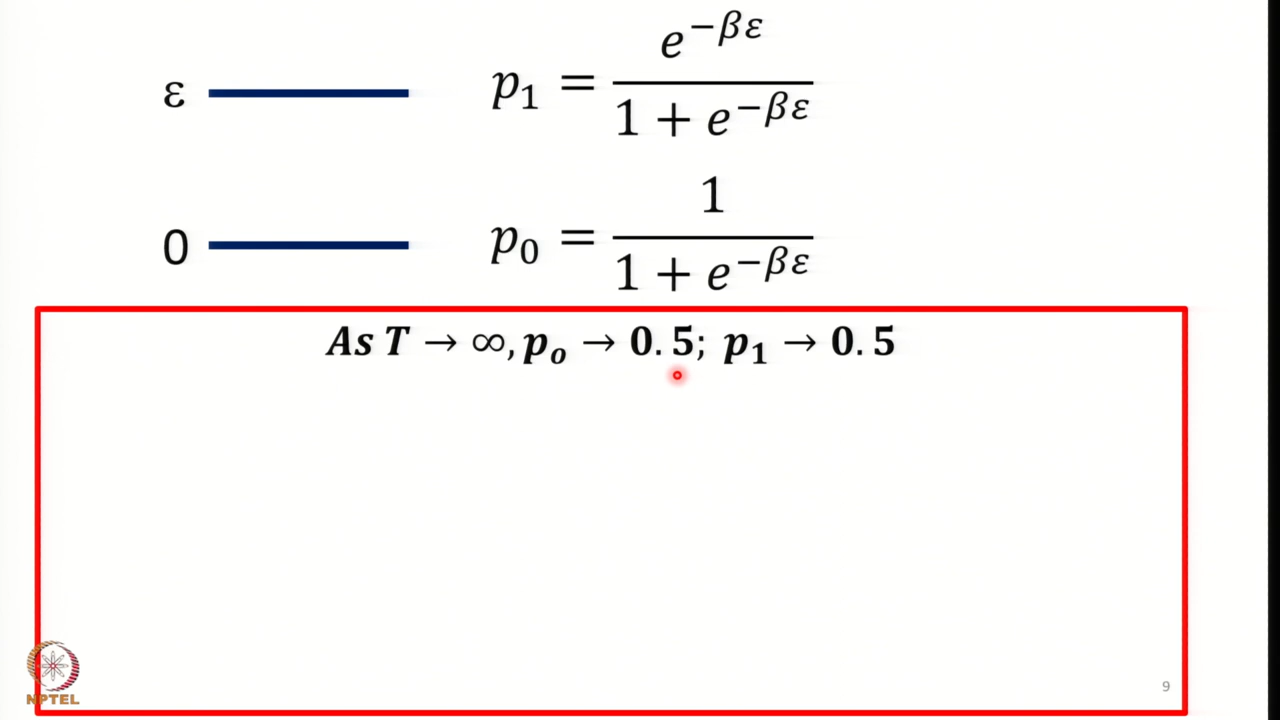 ε
p₁ = e^{−βε} / (1 + e^{−βε})
0
p₀ = 1 / (1 + e^{−βε})
As T → ∞, pₒ → 0.5; p₁ → 0.5
NPTEL
9